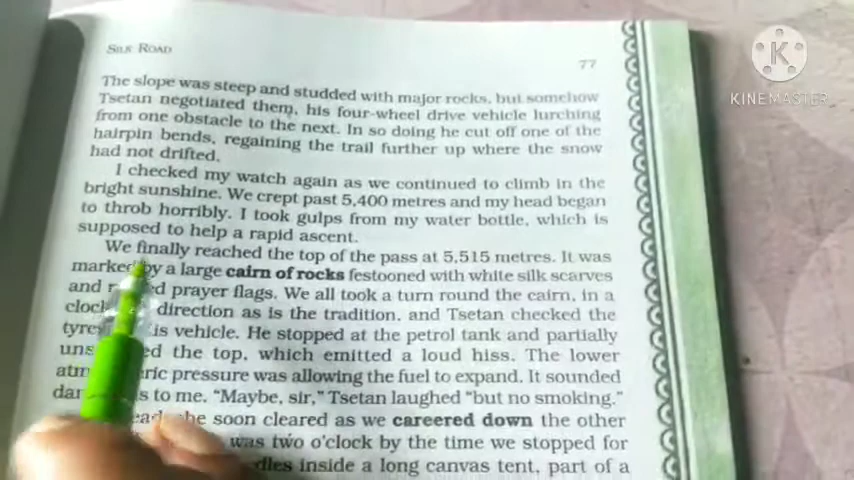 SILK ROAD
77
K
KINEMASTER
The slope was steep and studded with major rocks, but somehow
Tsetan negotiated them, his four-wheel drive vehicle lurching
from one obstacle to the next. In so doing he cut off one of the
hairpin bends, regaining the trail further up where the snow
had not drifted.
I checked my watch again as we continued to climb in the
bright sunshine. We crept past 5,400 metres and my head began
to throb horribly. I took gulps from my water bottle, which is
supposed to help a rapid ascent.
We finally reached the top of the pass at 5,515 metres. It was
marked by a large cairn of rocks festooned with white silk scarves
and prayer flags. We all took a turn round the cairn, in a
direction as is the tradition, and Tsetan checked the
tyres is vehicle. He stopped at the petrol tank and partially
the top, which emitted a loud hiss. The lower
pressure was allowing the fuel to expand. It sounded
to me. “Maybe, sir,” Tsetan laughed “but no smoking.”
soon cleared as we careered down the other
was two o'clock by the time we stopped for
inside a long canvas tent, part of a